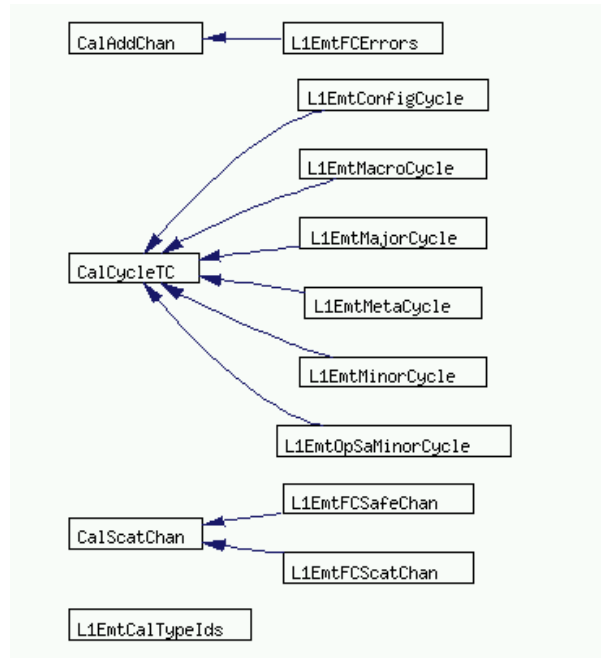 CalAddChan
L1EmtFCErrors
L1EmtConfigCycle
L1EmtMacroCycle
L1EmtMajorCycle
CalCycleTC
L1EmtMetaCycle
L1EmtMinorCycle
L1EmtOpSaMinorCycle
L1EmtFCSafeChan
CalScatChan
L1EmtFCScatChan
L1EmtCalTypeIds